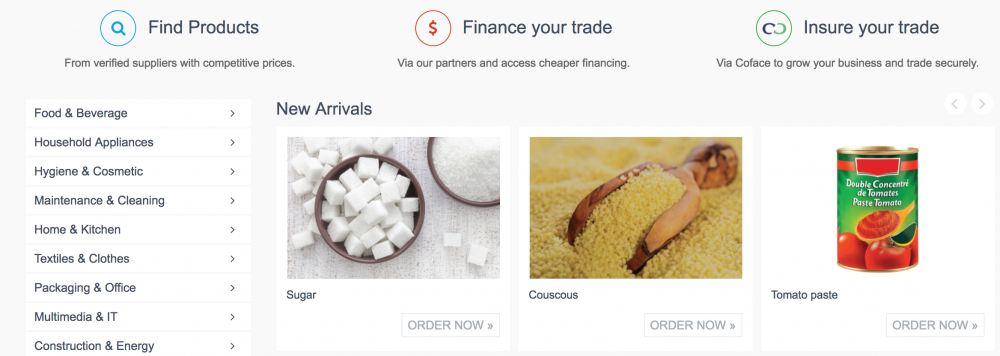 Find Products
From verified suppliers with competitive prices.
Finance your trade
Via our partners and access cheaper financing.
Insure your trade
Via Coface to grow your business and trade securely.
Food & Beverage
Household Appliances
Hygiene & Cosmetic
Maintenance & Cleaning
Home & Kitchen
Textiles & Clothes
Packaging & Office
Multimedia & IT
Construction & Energy
New Arrivals
Sugar
ORDER NOW »
Couscous
ORDER NOW »
Double Concentré
de Tomates
Paste Tomato
Tomato paste
ORDER NOW »